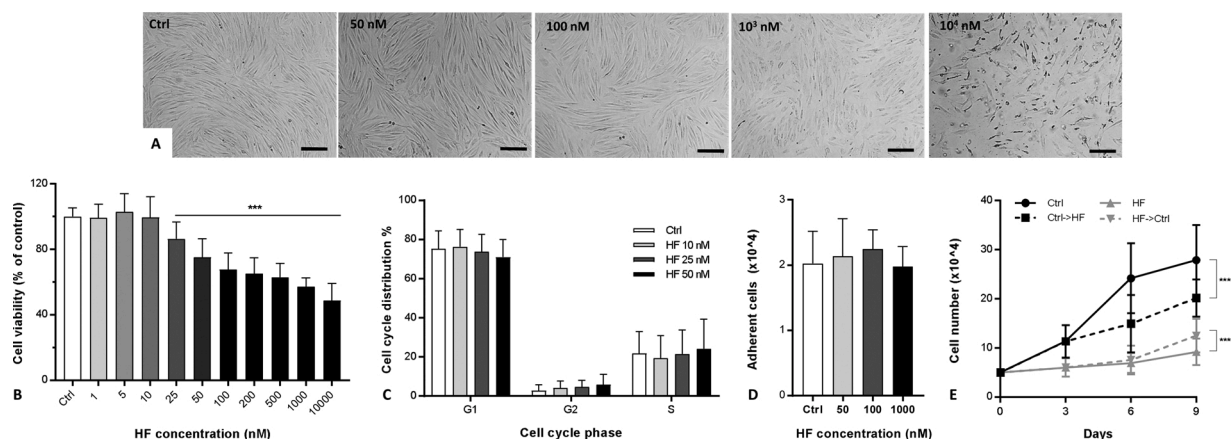 Ctrl
50 nM
100 nM
10³ nM
10⁴ nM
A
120
80
40
0
Cell viability (% of control)
***
Ctrl
1
5
10
25
50
100
200
500
1000
10000
B
HF concentration (nM)
100
80
60
40
20
0
Cell cycle distribution %
Ctrl
HF 10 nM
HF 25 nM
HF 50 nM
G1
G2
S
C
Cell cycle phase
3
2
1
0
Adherent cells (x10^4)
Ctrl
50
100
1000
D
HF concentration (nM)
40
30
20
10
0
Cell number (x10^4)
Ctrl
HF
Ctrl->HF
HF->Ctrl
***
***
0
3
6
9
E
Days